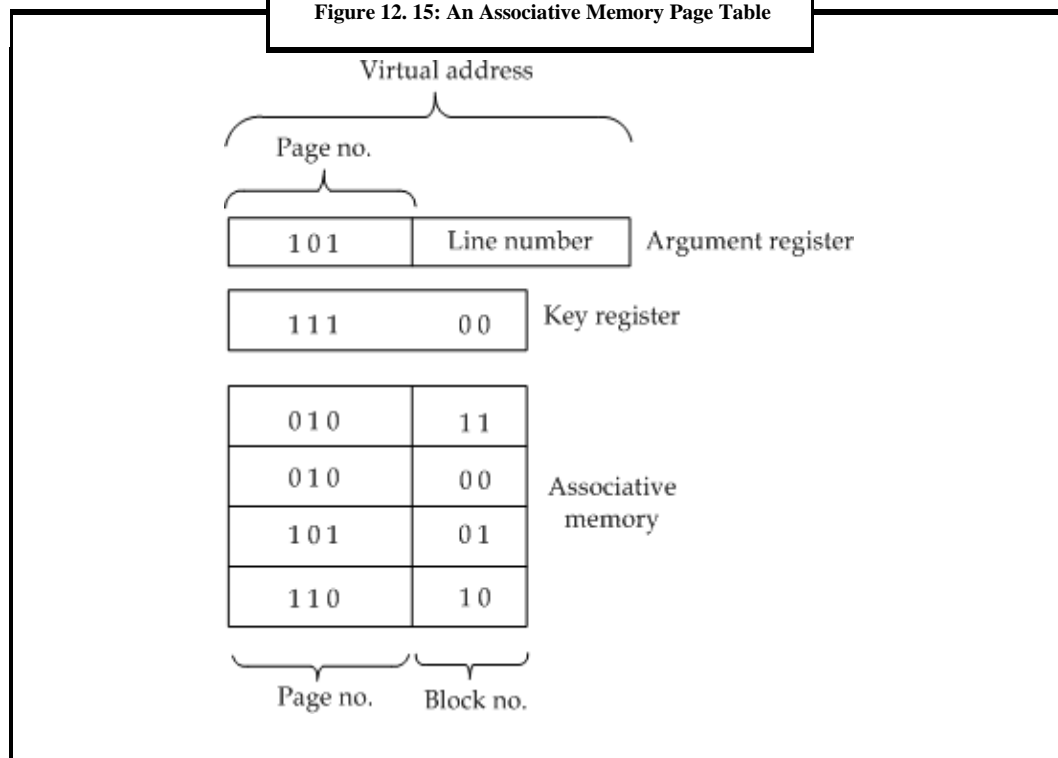 Figure 12. 15: An Associative Memory Page Table
Virtual address
Page no.
101 Line number Argument register
111 00 Key register
010 11
010 00
Associative
memory
101 01
110 10
Page no. Block no.